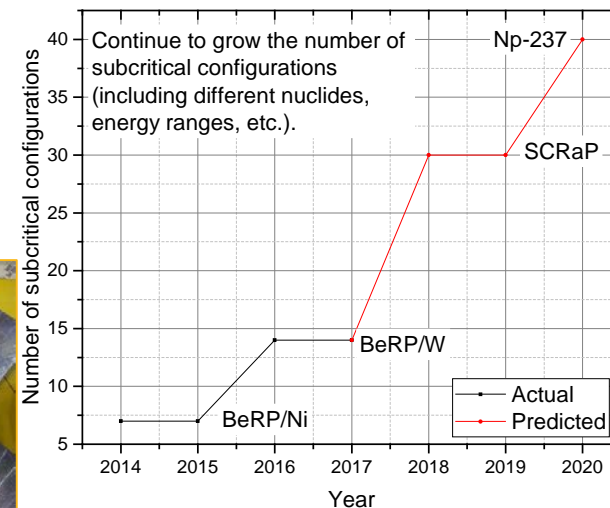 Continue to grow the number of
subcritical configurations
(including different nuclides,
energy ranges, etc.).
Np-237
SCRaP
BeRP/W
BeRP/Ni
Actual
Predicted
Number of subcritical configurations
40
35
30
25
20
15
10
5
2014 2015 2016 2017 2018 2019 2020
Year